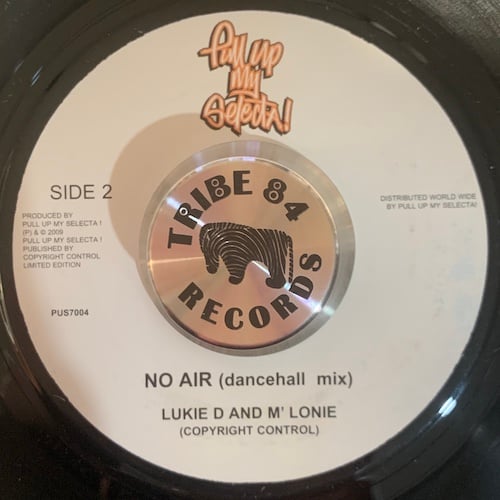 Pull up
My
Selecta!
SIDE 2
PRODUCED BY
PULL UP MY SELECTA !
(P) & © 2009
PULL UP MY SELECTA !
PUBLISHED BY
COPYRIGHT CONTROL
LIMITED EDITION
PUS7004
DISTRIBUTED WORLD WIDE
BY PULL UP MY SELECTA!
TRIBE 84
RECORDS
NO AIR (dancehall mix)
LUKIE D AND M' LONIE
(COPYRIGHT CONTROL)